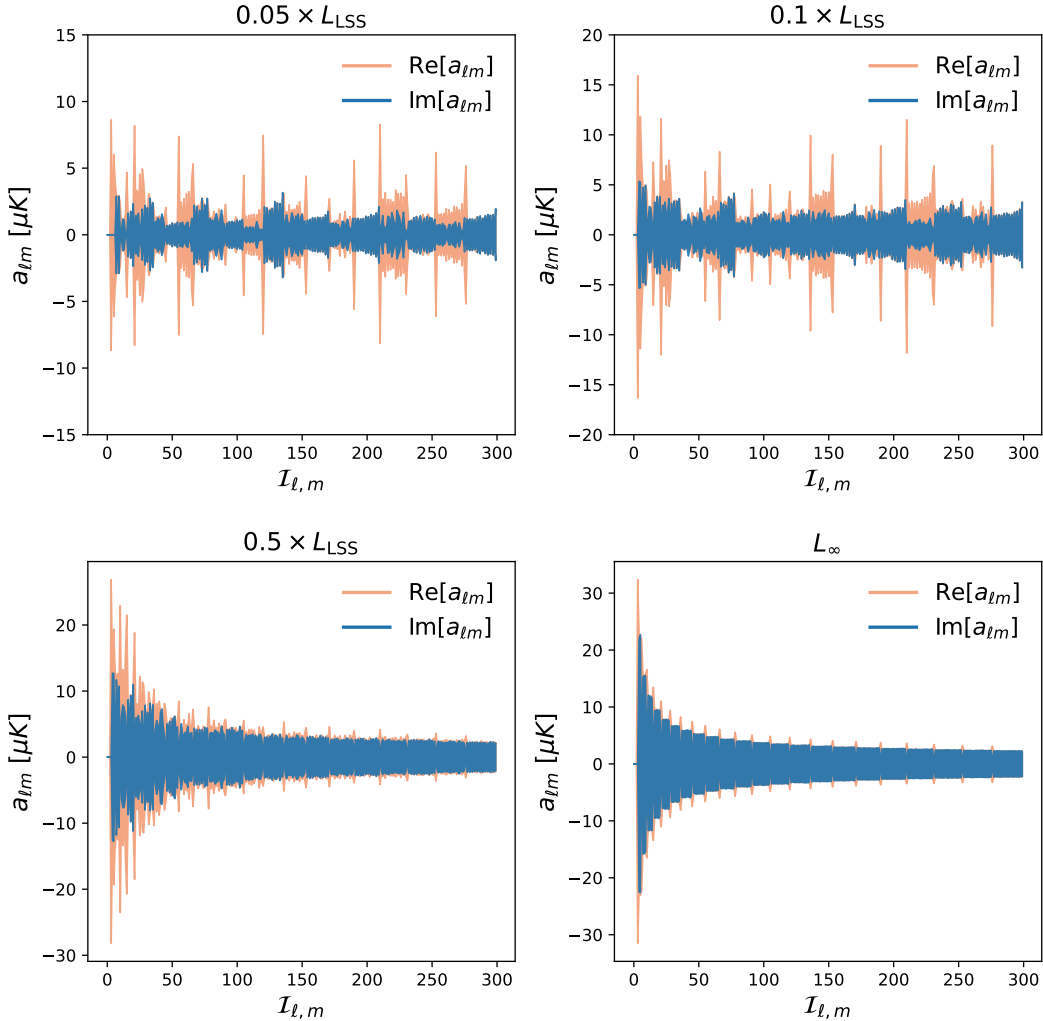 0.05 × L_LSS
15
10
5
0
−5
−10
−15
a_ℓm [μK]
Re[a_ℓm]
Im[a_ℓm]
0 50 100 150 200 250 300
𝓘_ℓ,m
0.1 × L_LSS
20
15
10
5
0
−5
−10
−15
−20
a_ℓm [μK]
Re[a_ℓm]
Im[a_ℓm]
0 50 100 150 200 250 300
𝓘_ℓ,m
0.5 × L_LSS
20
10
0
−10
−20
−30
a_ℓm [μK]
Re[a_ℓm]
Im[a_ℓm]
0 50 100 150 200 250 300
𝓘_ℓ,m
L_∞
30
20
10
0
−10
−20
−30
a_ℓm [μK]
Re[a_ℓm]
Im[a_ℓm]
0 50 100 150 200 250 300
𝓘_ℓ,m